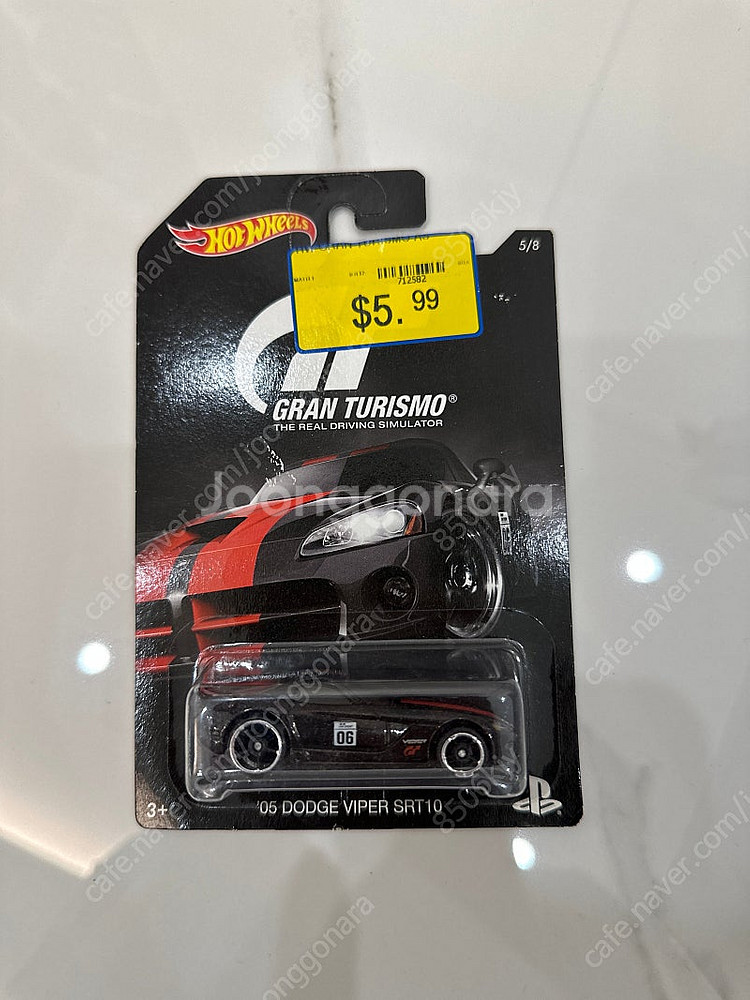 HOT WHEELS
5/8
712582
$5.99
GRAN TURISMO®
THE REAL DRIVING SIMULATOR
Joonggonara
06
3+
'05 DODGE VIPER SRT10
cafe.naver.com/joonggonara
8506kjy